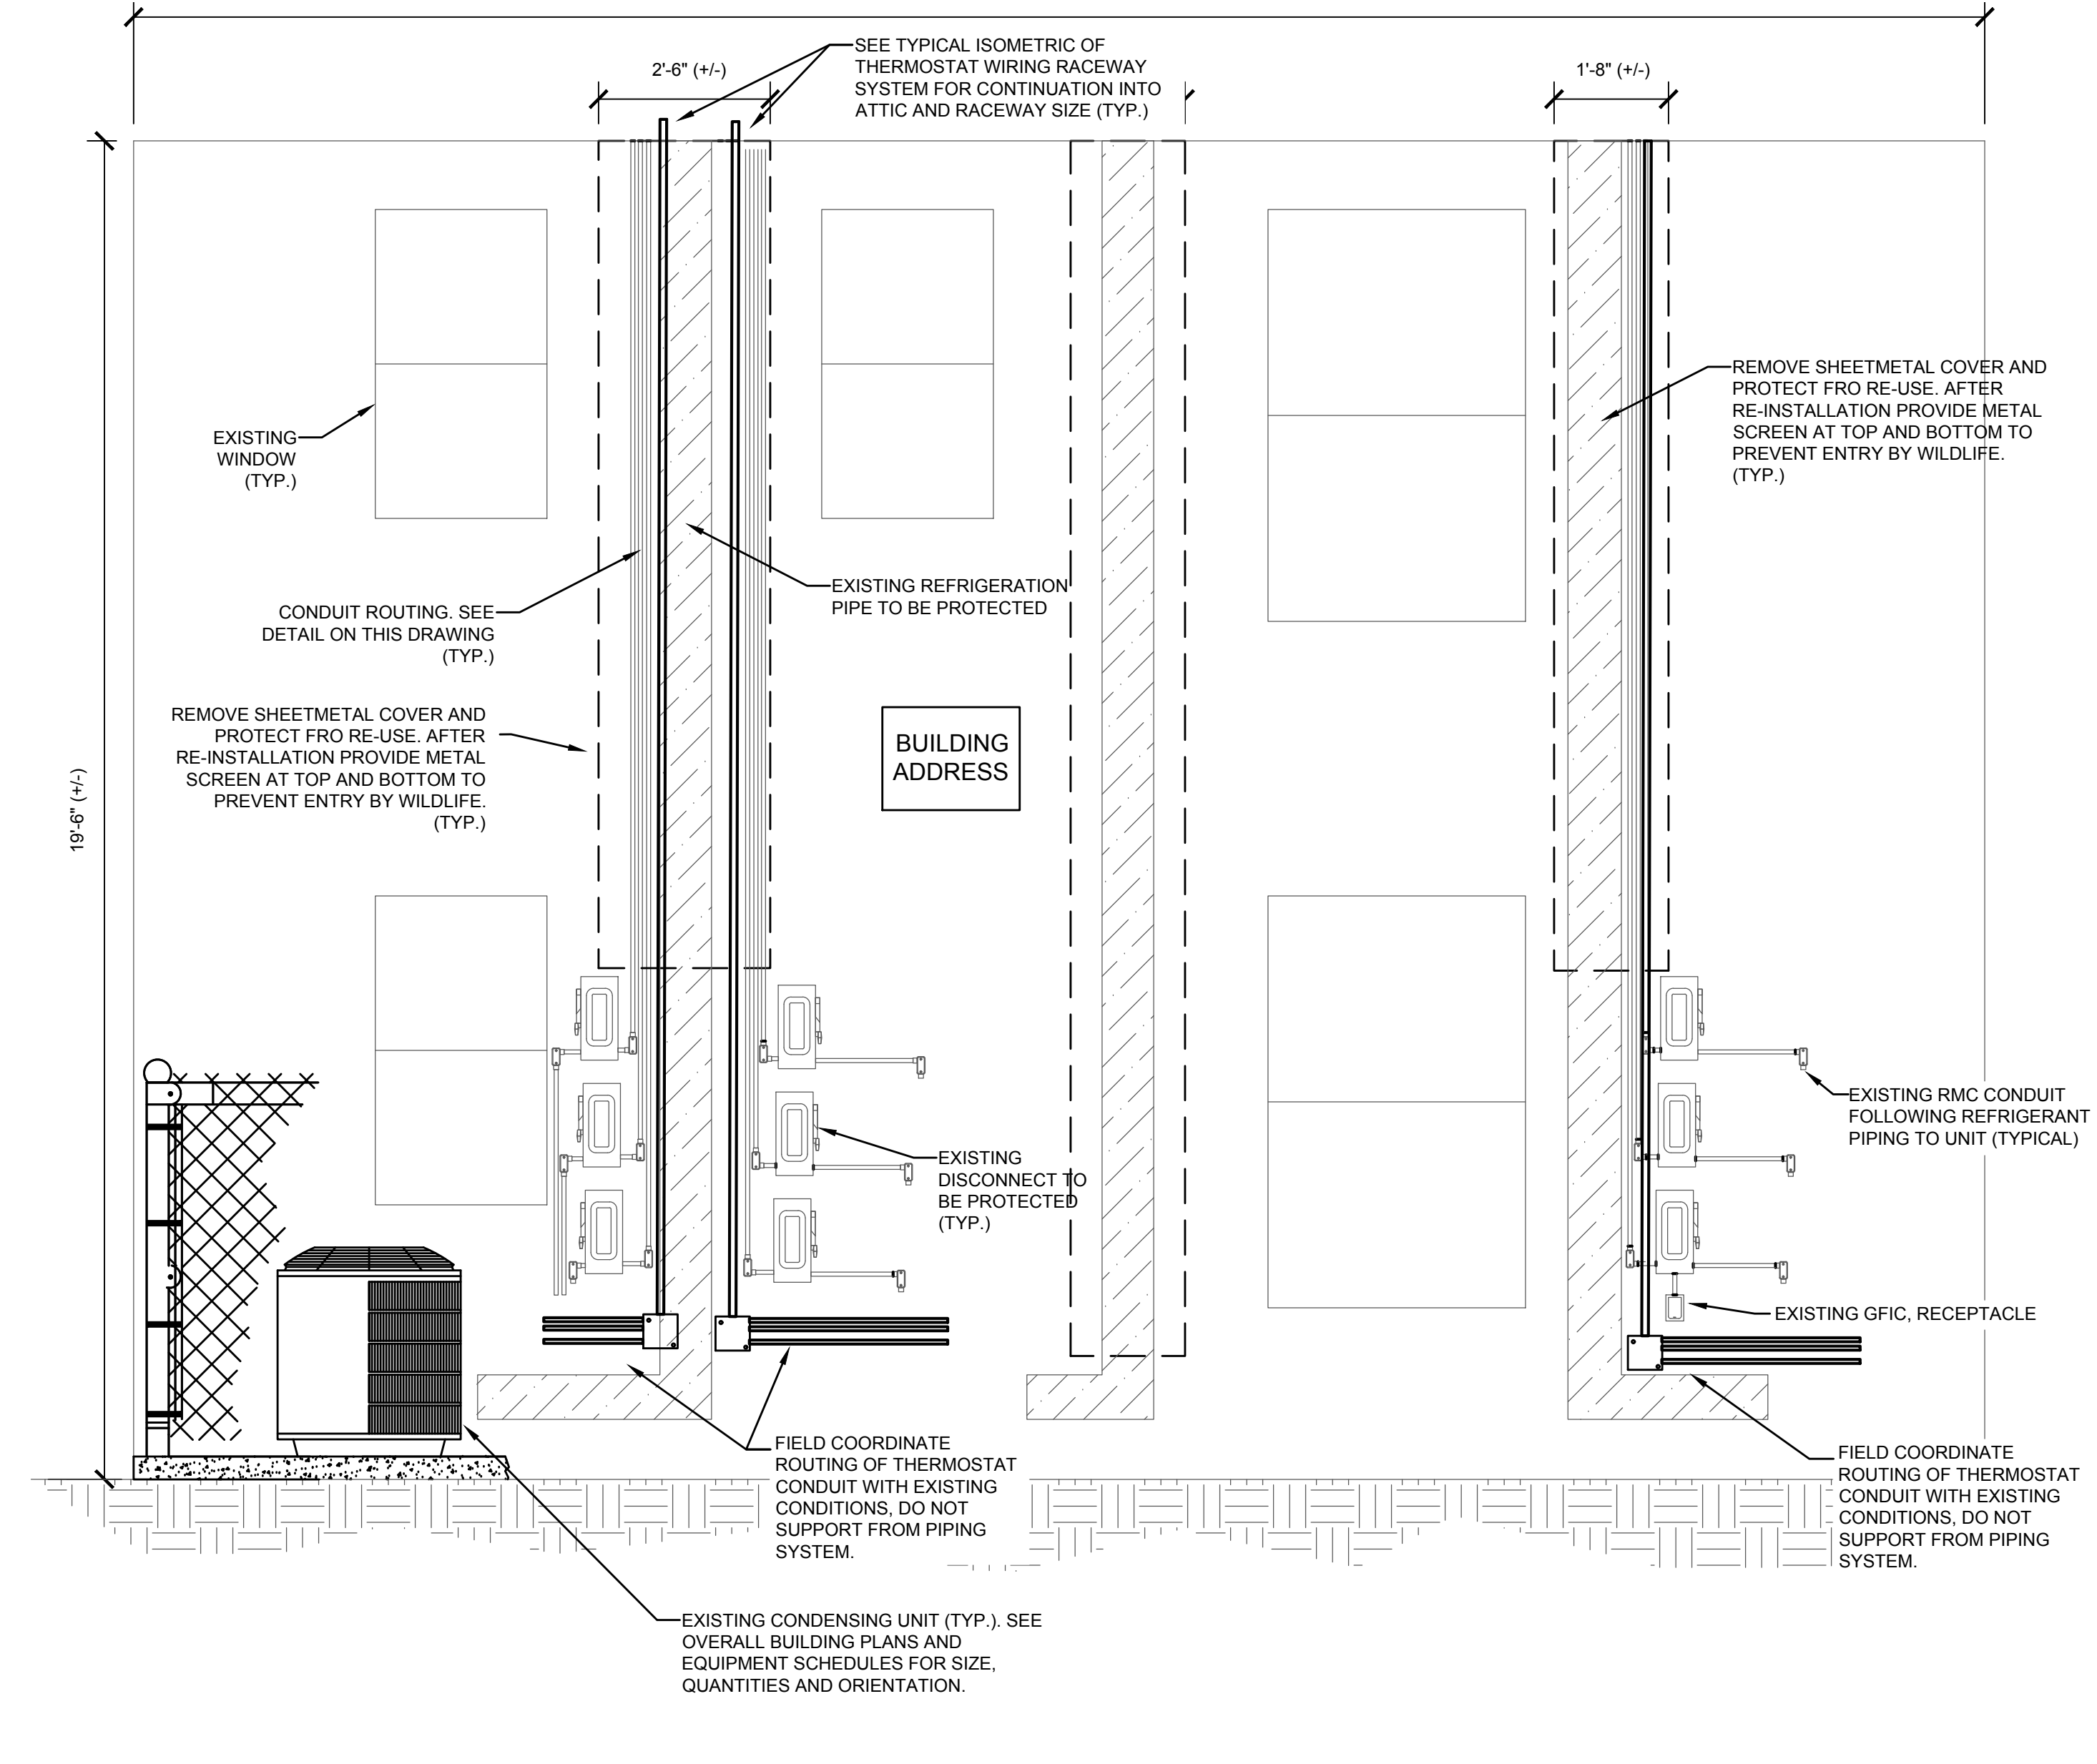 2'-6" (+/-)
SEE TYPICAL ISOMETRIC OF
THERMOSTAT WIRING RACEWAY
SYSTEM FOR CONTINUATION INTO
ATTIC AND RACEWAY SIZE (TYP.)
1'-8" (+/-)
EXISTING
WINDOW
(TYP.)
REMOVE SHEETMETAL COVER AND
PROTECT FRO RE-USE. AFTER
RE-INSTALLATION PROVIDE METAL
SCREEN AT TOP AND BOTTOM TO
PREVENT ENTRY BY WILDLIFE.
(TYP.)
CONDUIT ROUTING. SEE
DETAIL ON THIS DRAWING
(TYP.)
EXISTING REFRIGERATION
PIPE TO BE PROTECTED
REMOVE SHEETMETAL COVER AND
PROTECT FRO RE-USE. AFTER
RE-INSTALLATION PROVIDE METAL
SCREEN AT TOP AND BOTTOM TO
PREVENT ENTRY BY WILDLIFE.
(TYP.)
BUILDING
ADDRESS
19'-6" (+/-)
EXISTING
DISCONNECT TO
BE PROTECTED
(TYP.)
EXISTING RMC CONDUIT
FOLLOWING REFRIGERANT
PIPING TO UNIT (TYPICAL)
EXISTING GFIC, RECEPTACLE
FIELD COORDINATE
ROUTING OF THERMOSTAT
CONDUIT WITH EXISTING
CONDITIONS, DO NOT
SUPPORT FROM PIPING
SYSTEM.
FIELD COORDINATE
ROUTING OF THERMOSTAT
CONDUIT WITH EXISTING
CONDITIONS, DO NOT
SUPPORT FROM PIPING
SYSTEM.
EXISTING CONDENSING UNIT (TYP.). SEE
OVERALL BUILDING PLANS AND
EQUIPMENT SCHEDULES FOR SIZE,
QUANTITIES AND ORIENTATION.